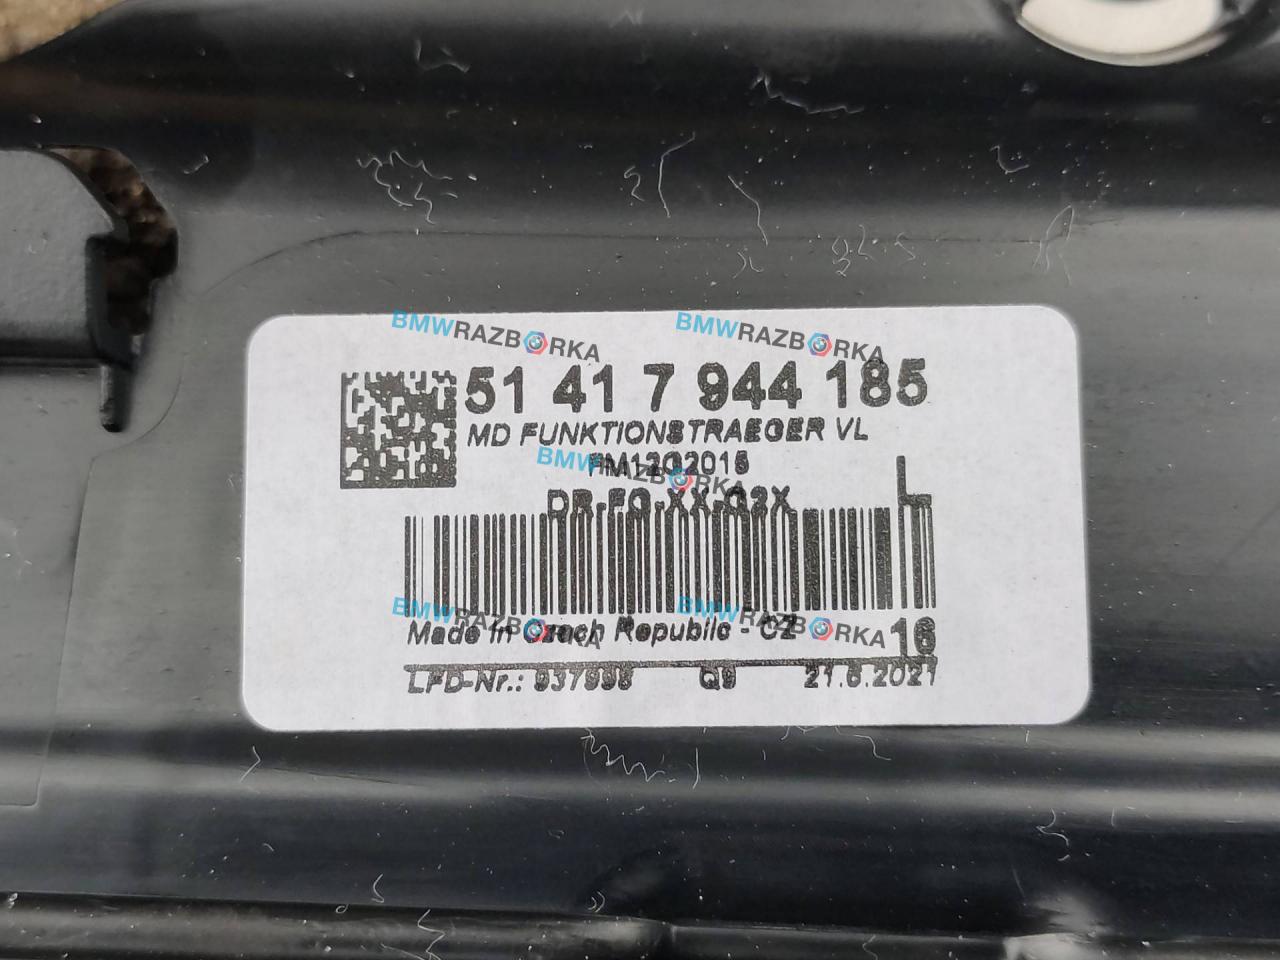 BMWRAZBORKA BMWRAZBORKA
51 41 7 944 185
MD FUNKTIONSTRAEGER VL
BMWRAZBORKA
L
Made in Czech Republic - CZ 16
BMWRAZBORKA BMWRAZBORKA
LFD-Nr.: Q9 21.6.2021